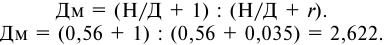 Дм = (Н/Д + 1) : (Н/Д + r).
Дм = (0,56 + 1) : (0,56 + 0,035) = 2,622.